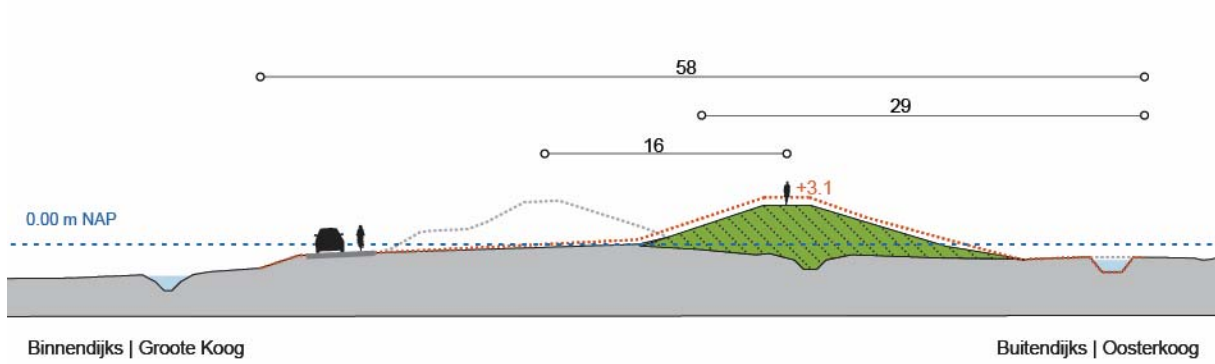 58
29
16
+3.1
0.00 m NAP
Binnendijks | Groote Koog
Buitendijks | Oosterkoog